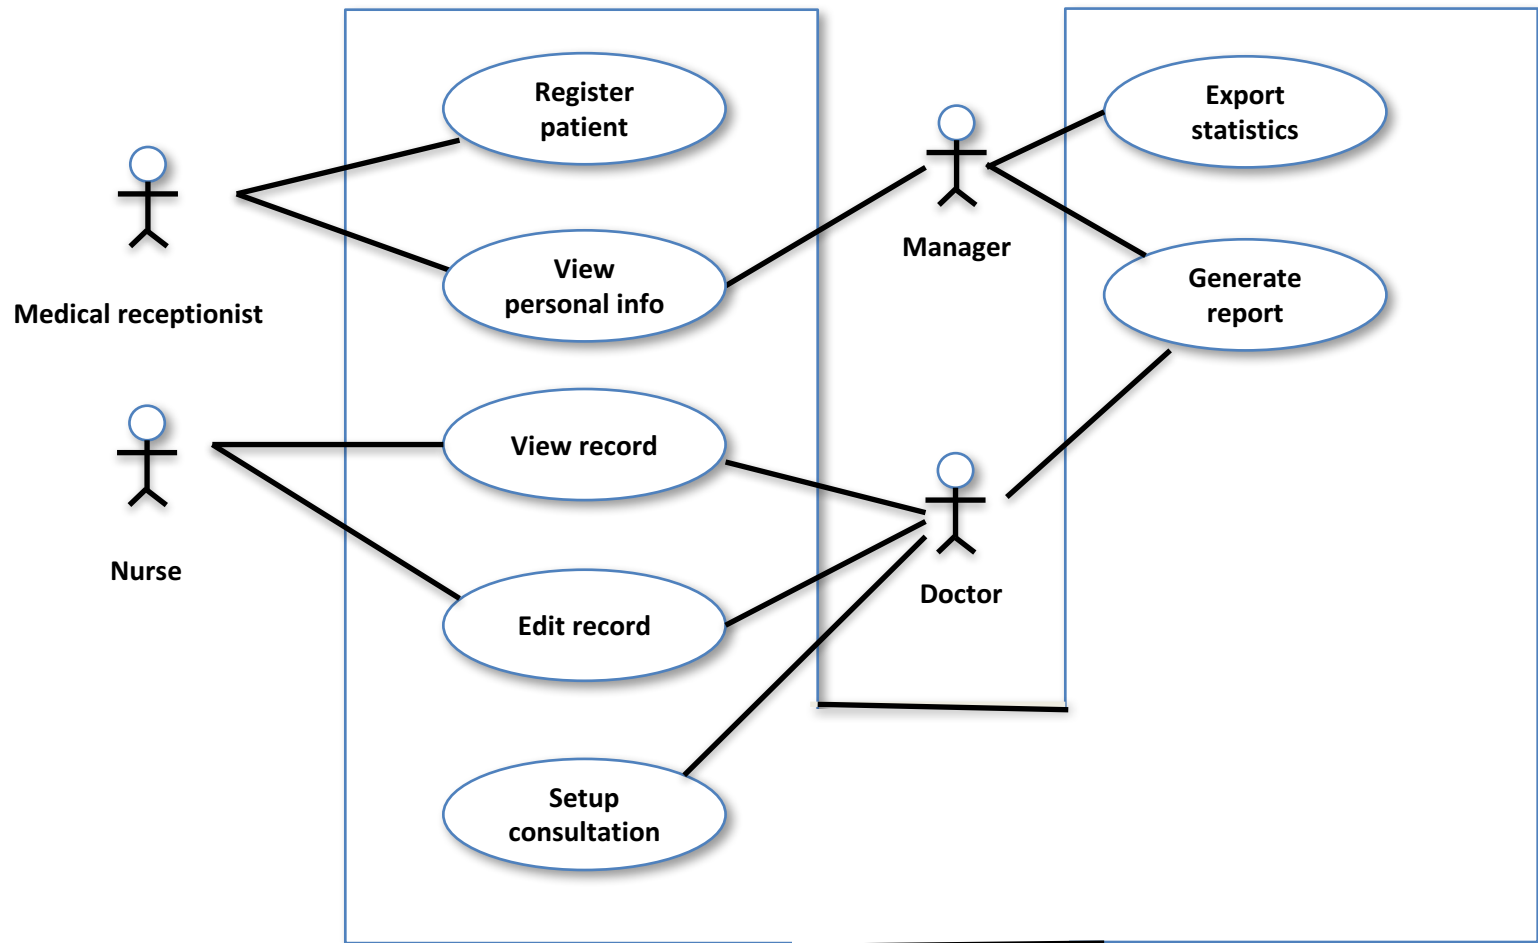 Register
patient
Export
statistics
Manager
View
personal info
Generate
report
Medical receptionist
View record
Nurse
Doctor
Edit record
Setup
consultation